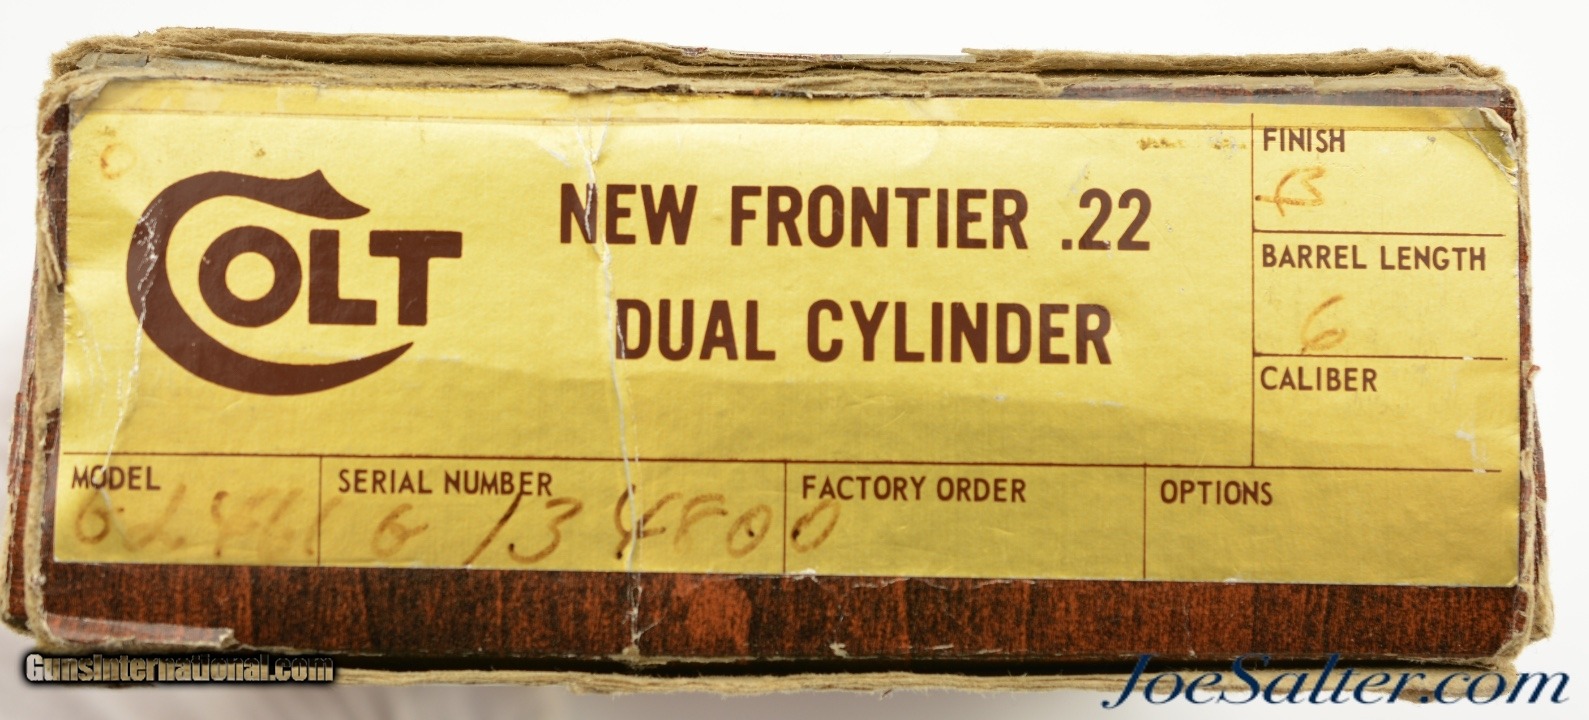 COLT
NEW FRONTIER .22
DUAL CYLINDER
FINISH
BARREL LENGTH
6
CALIBER
MODEL
SERIAL NUMBER
G 134800
FACTORY ORDER
OPTIONS
GunsInternational.com
JoeSalter.com